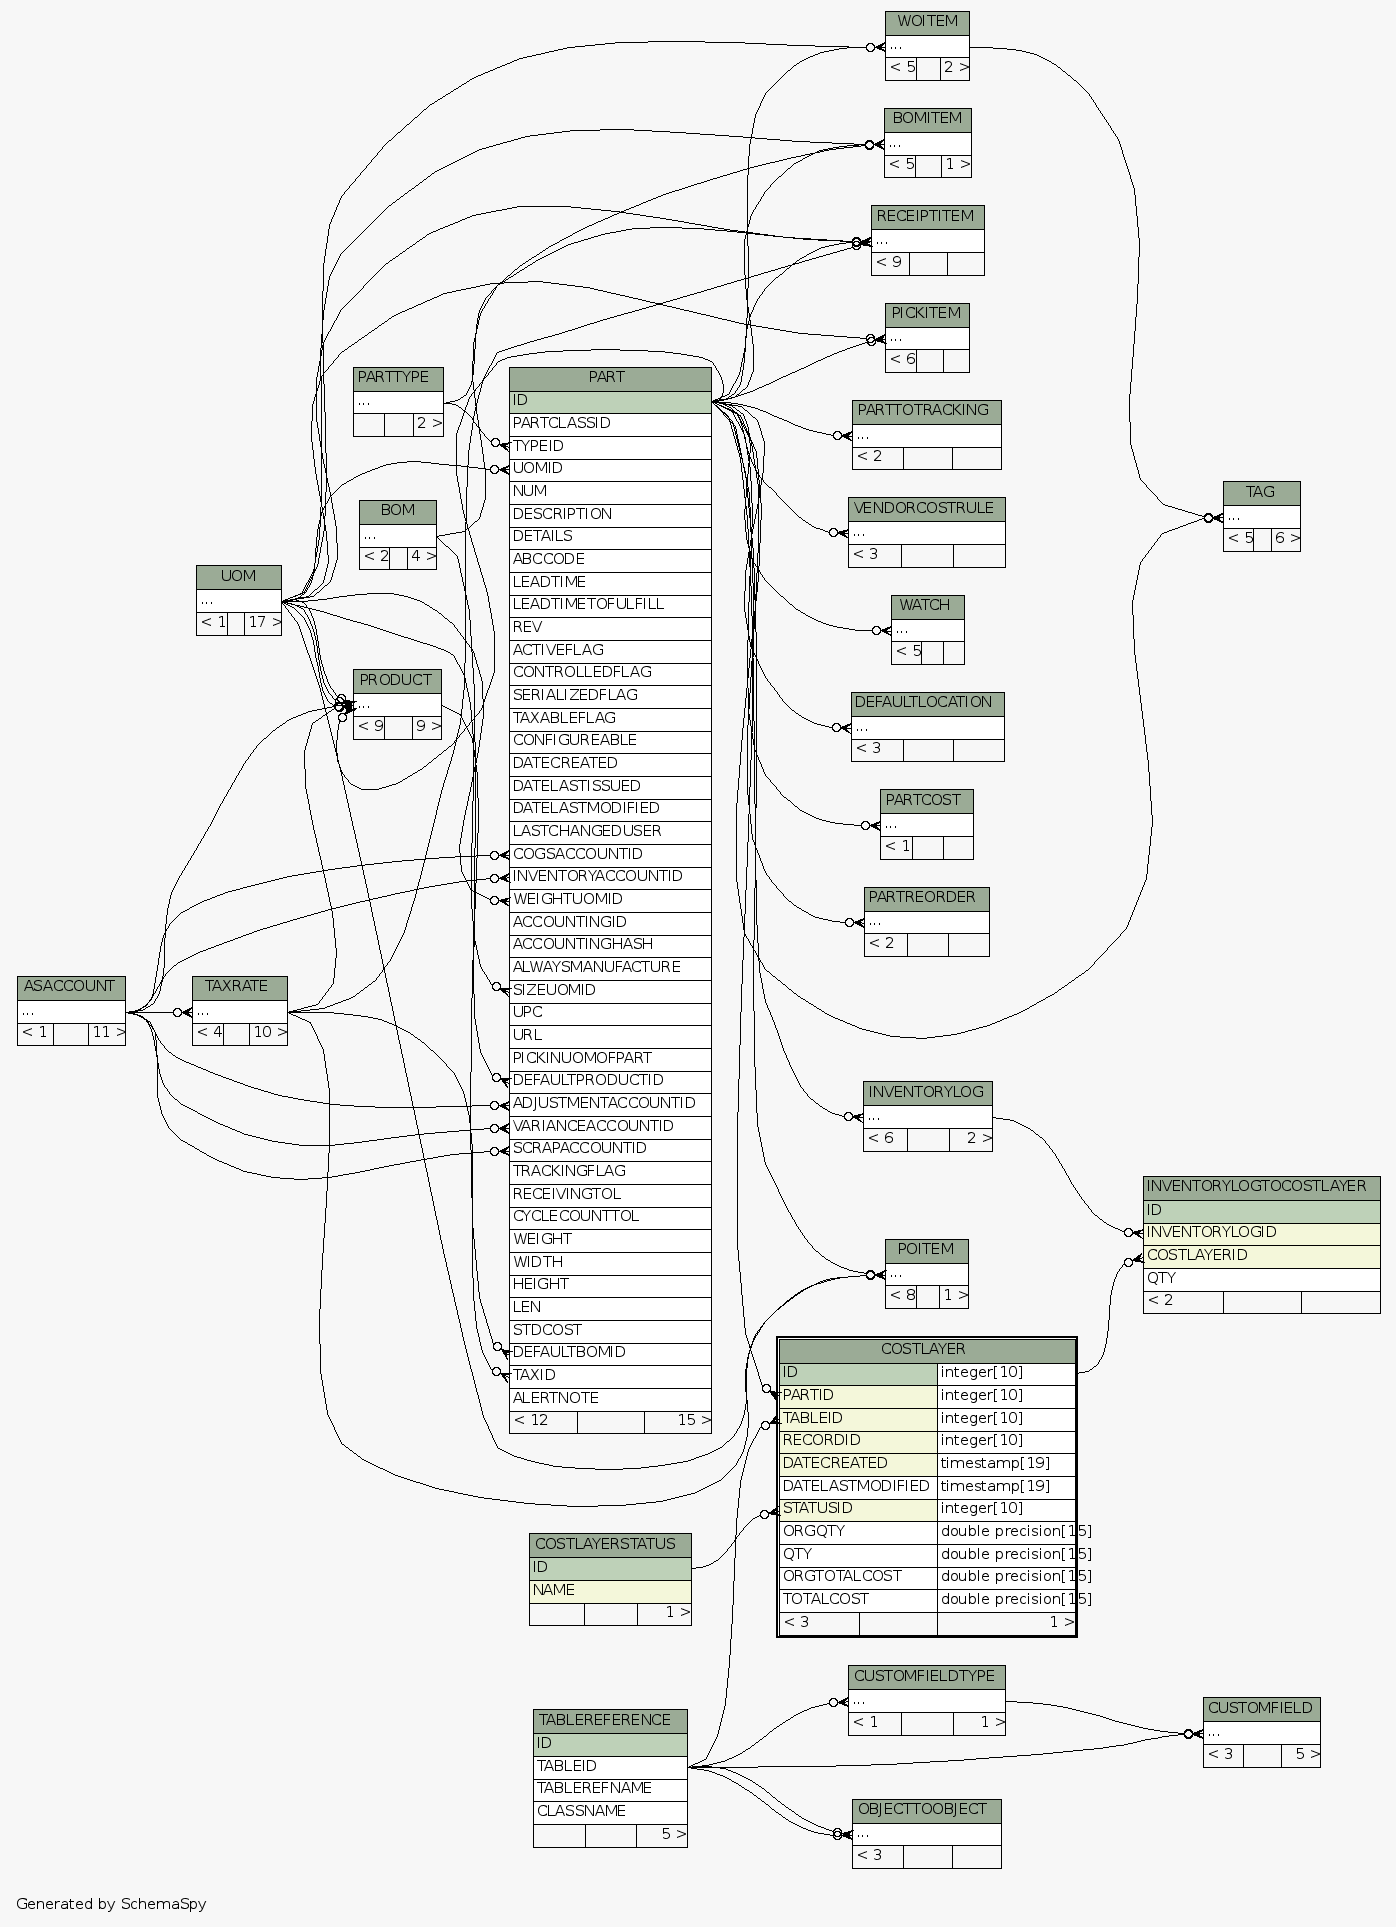 WOITEM
...
< 5 2 >
BOMITEM
...
< 5 1 >
RECEIPTITEM
...
< 9
PICKITEM
...
< 6
PARTTYPE
...
2 >
PART
ID
PARTCLASSID
TYPEID
UOMID
NUM
DESCRIPTION
DETAILS
ABCCODE
LEADTIME
LEADTIMETOFULFILL
REV
ACTIVEFLAG
CONTROLLEDFLAG
SERIALIZEDFLAG
TAXABLEFLAG
CONFIGUREABLE
DATECREATED
DATELASTISSUED
DATELASTMODIFIED
LASTCHANGEDUSER
COGSACCOUNTID
INVENTORYACCOUNTID
WEIGHTUOMID
ACCOUNTINGID
ACCOUNTINGHASH
ALWAYSMANUFACTURE
SIZEUOMID
UPC
URL
PICKINUOMOFPART
DEFAULTPRODUCTID
ADJUSTMENTACCOUNTID
VARIANCEACCOUNTID
SCRAPACCOUNTID
TRACKINGFLAG
RECEIVINGTOL
CYCLECOUNTTOL
WEIGHT
WIDTH
HEIGHT
LEN
STDCOST
DEFAULTBOMID
TAXID
ALERTNOTE
< 12 15 >
PARTTOTRACKING
...
< 2
VENDORCOSTRULE
...
< 3
TAG
...
< 5 6 >
BOM
...
< 2 4 >
UOM
...
< 1 17 >
WATCH
...
< 5
PRODUCT
...
< 9 9 >
DEFAULTLOCATION
...
< 3
PARTCOST
...
< 1
PARTREORDER
...
< 2
ASACCOUNT
...
< 1 11 >
TAXRATE
...
< 4 10 >
INVENTORYLOG
...
< 6 2 >
INVENTORYLOGTOCOSTLAYER
ID
INVENTORYLOGID
COSTLAYERID
QTY
< 2
POITEM
...
< 8 1 >
COSTLAYER
ID integer[10]
PARTID integer[10]
TABLEID integer[10]
RECORDID integer[10]
DATECREATED timestamp[19]
DATELASTMODIFIED timestamp[19]
STATUSID integer[10]
ORGQTY double precision[15]
QTY double precision[15]
ORGTOTALCOST double precision[15]
TOTALCOST double precision[15]
< 3 1 >
COSTLAYERSTATUS
ID
NAME
1 >
CUSTOMFIELDTYPE
...
< 1 1 >
CUSTOMFIELD
...
< 3 5 >
TABLEREFERENCE
ID
TABLEID
TABLEREFNAME
CLASSNAME
5 >
OBJECTTOOBJECT
...
< 3
Generated by SchemaSpy